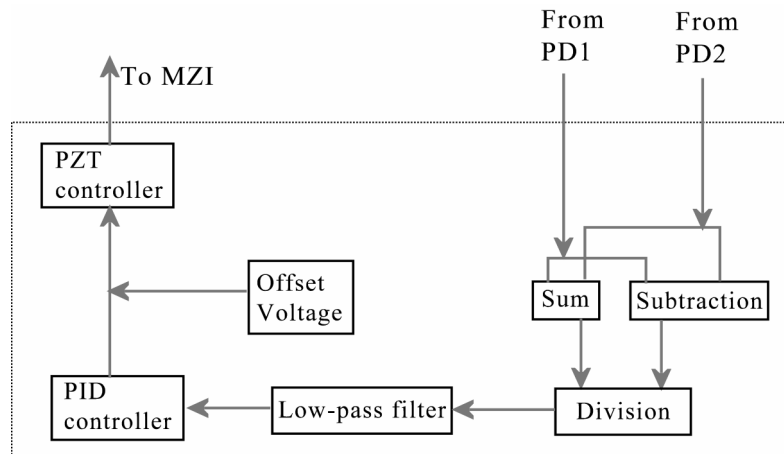 From
PD1
From
PD2
To MZI
PZT
controller
Offset
Voltage
Sum
Subtraction
PID
controller
Low-pass filter
Division